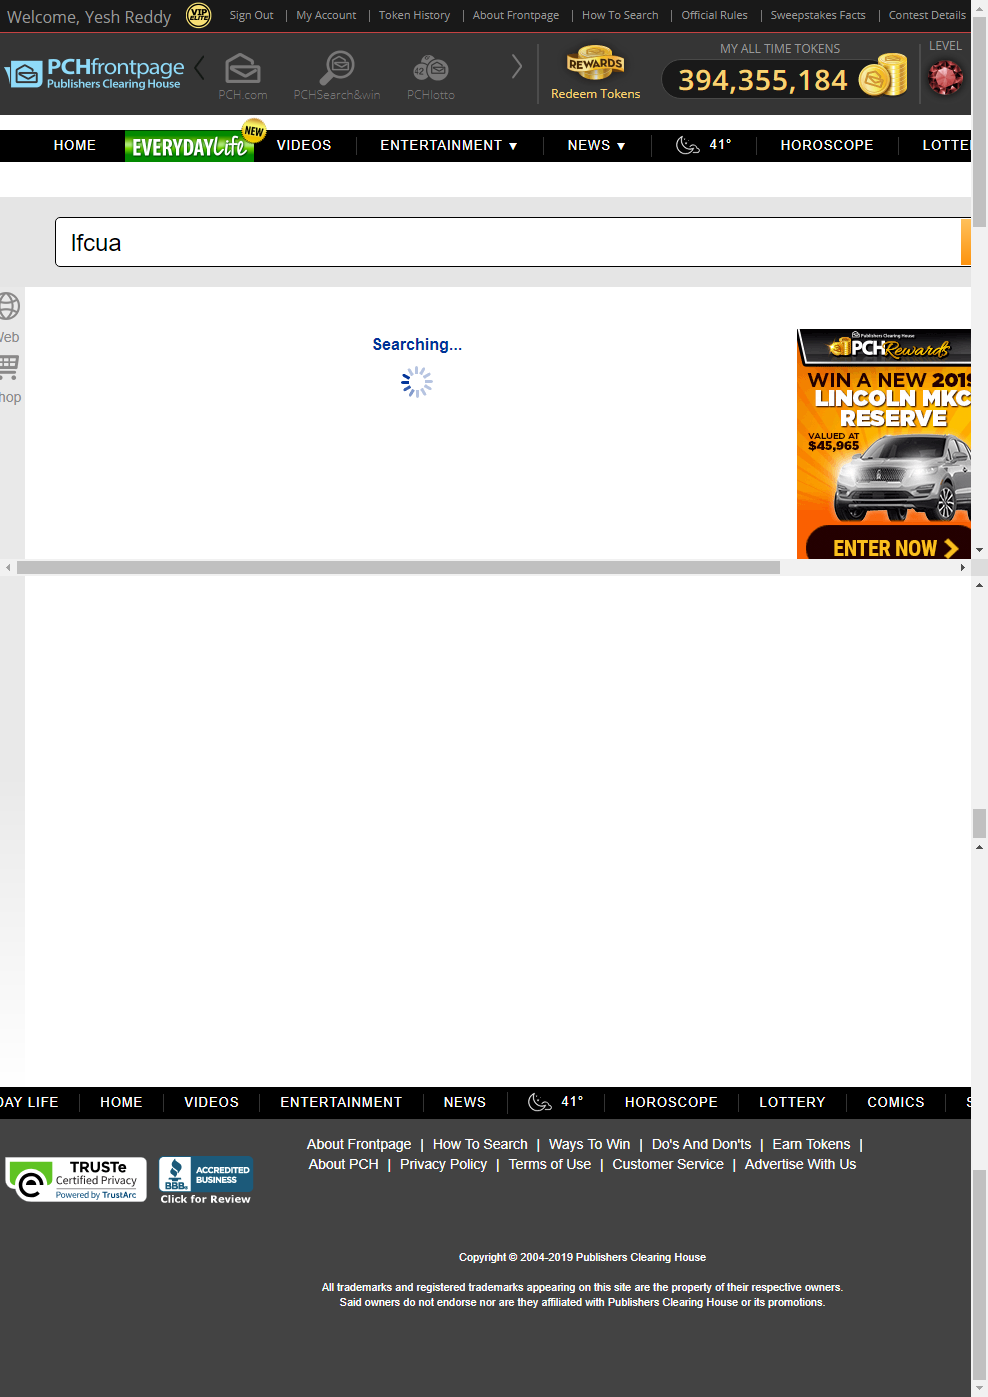 Welcome, Yesh Reddy
VIP ELITE
Sign Out | My Account | Token History | About Frontpage | How To Search | Official Rules | Sweepstakes Facts | Contest Details
PCHfrontpage
Publishers Clearing House
PCH.com
PCHSearch&win
42
PCHlotto
REWARDS
Redeem Tokens
MY ALL TIME TOKENS
394,355,184
LEVEL
HOME
EVERYDAY Life
NEW
VIDEOS
ENTERTAINMENT ▼
NEWS ▼
41°
HOROSCOPE
LOTTE
lfcua
Web
hop
Searching...
Publishers Clearing House
PCHRewards
WIN A NEW 2019
LINCOLN MKC
RESERVE
VALUED AT
$45,965
ENTER NOW
DAY LIFE
HOME
VIDEOS
ENTERTAINMENT
NEWS
41°
HOROSCOPE
LOTTERY
COMICS
S
About Frontpage | How To Search | Ways To Win | Do's And Don'ts | Earn Tokens |
About PCH | Privacy Policy | Terms of Use | Customer Service | Advertise With Us
TRUSTe
Certified Privacy
Powered by TrustArc
BBB.
ACCREDITED
BUSINESS
Click for Review
Copyright © 2004-2019 Publishers Clearing House
All trademarks and registered trademarks appearing on this site are the property of their respective owners.
Said owners do not endorse nor are they affiliated with Publishers Clearing House or its promotions.